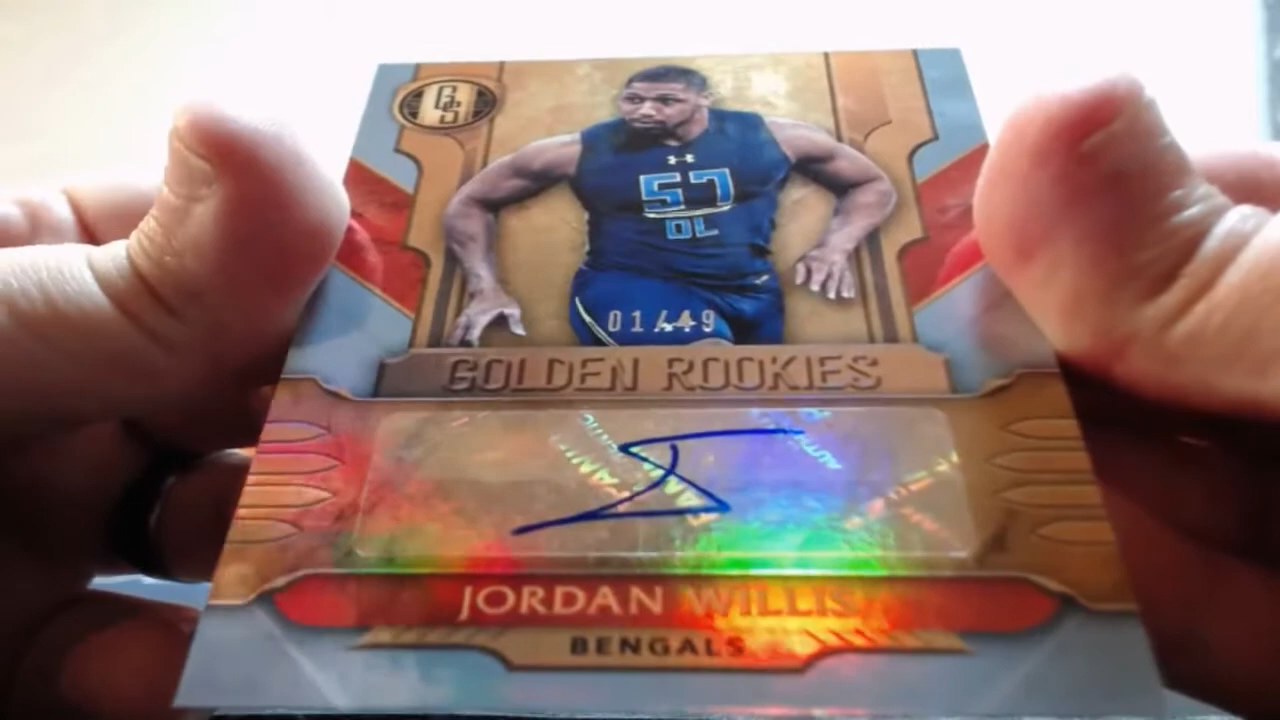 GS
57
DL
01/49
GOLDEN ROOKIES
JORDAN WILLIS
BENGALS